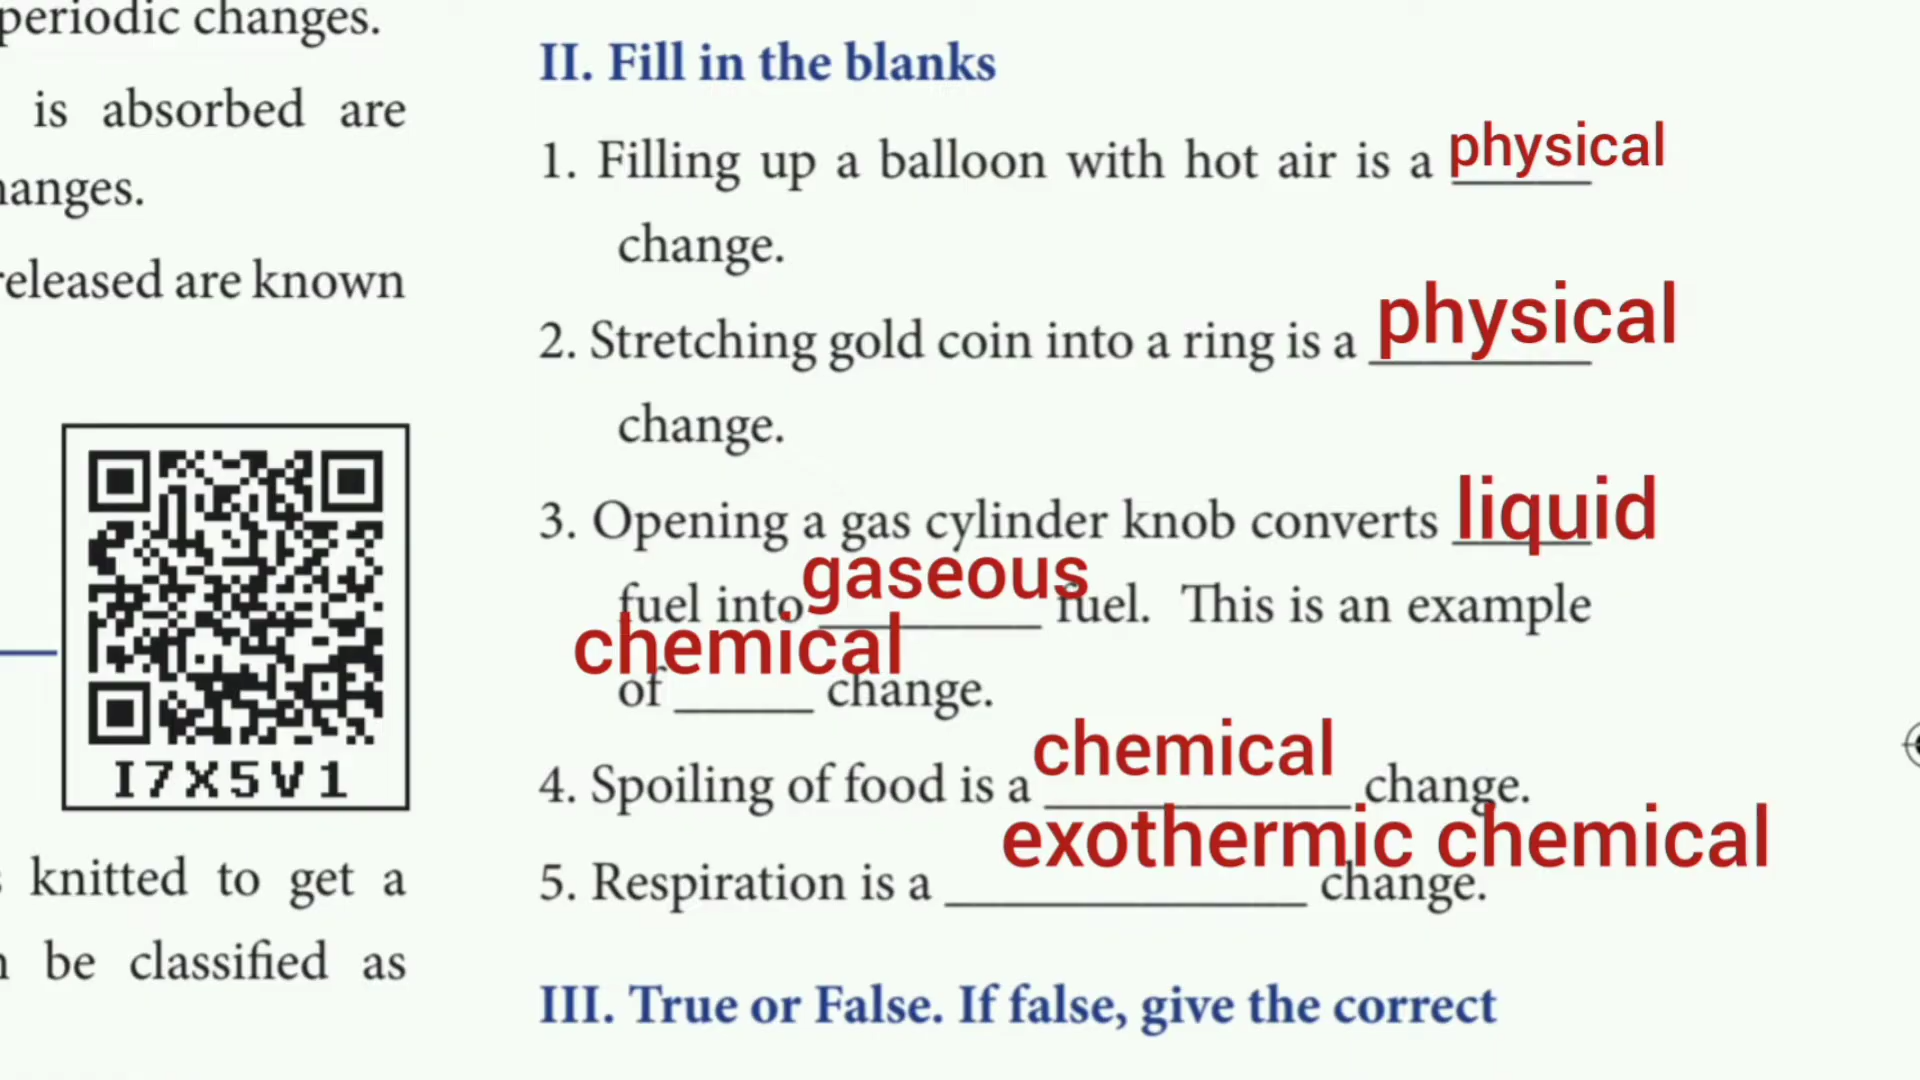 periodic changes.
is absorbed are
hanges.
released are known
I7X5V1
knitted to get a
be classified as
II. Fill in the blanks
1. Filling up a balloon with hot air is a physical
change.
2. Stretching gold coin into a ring is a physical
change.
3. Opening a gas cylinder knob converts liquid
fuel into gaseous fuel. This is an example
of chemical change.
4. Spoiling of food is a chemical change.
5. Respiration is a exothermic chemical change.
III. True or False. If false, give the correct